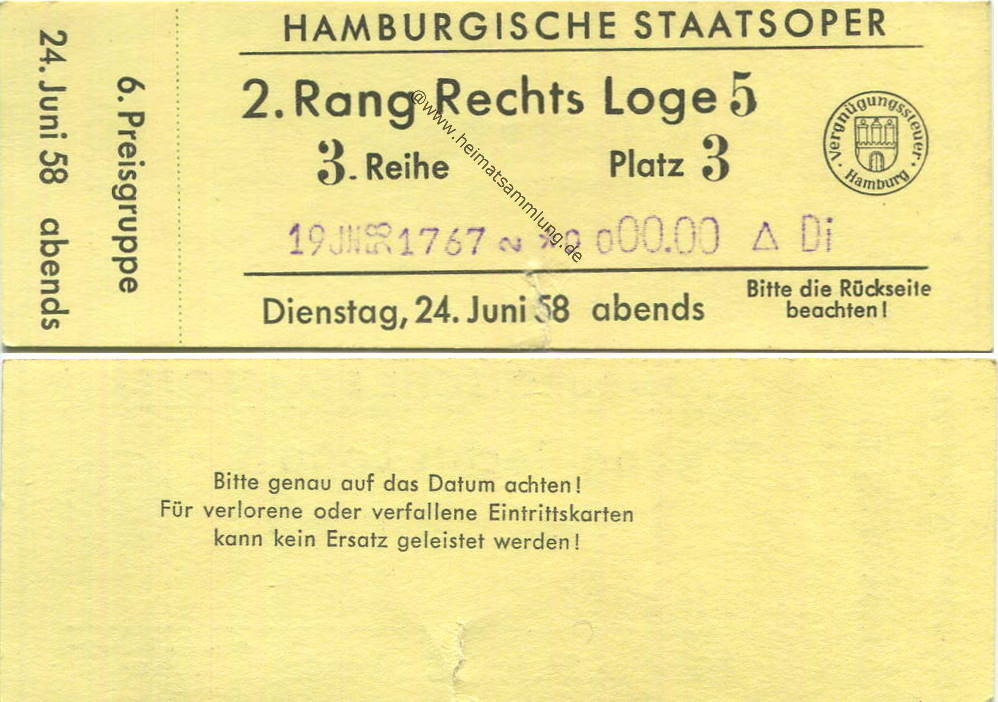 24. Juni 58 abends
6. Preisgruppe
HAMBURGISCHE STAATSOPER
2. Rang Rechts Loge 5
3. Reihe Platz 3
Vergnügungssteuer · Hamburg ·
19 1767 000.00 Δ Di
Dienstag, 24. Juni 58 abends
Bitte die Rückseite
beachten!
@www.heimatsammlung.de
Bitte genau auf das Datum achten!
Für verlorene oder verfallene Eintrittskarten
kann kein Ersatz geleistet werden!